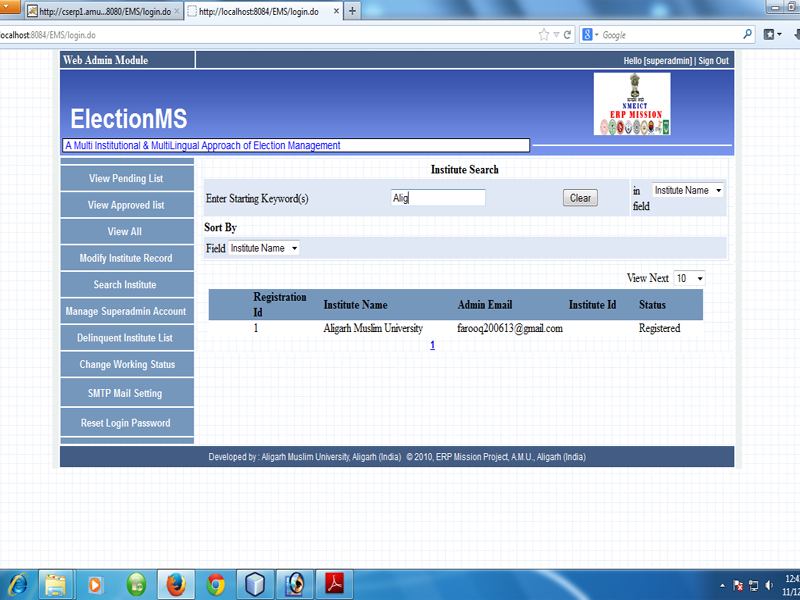 http://cserp1.amu...8080/EMS/login.do
http://localhost:8084/EMS/login.do
localhost:8084/EMS/login.do
Google
Web Admin Module
Hello [superadmin] | Sign Out
ElectionMS
NMEICT
ERP MISSION
A Multi Institutional & MultiLingual Approach of Election Management
View Pending List
View Approved list
View All
Modify Institute Record
Search Institute
Manage Superadmin Account
Delinquent Institute List
Change Working Status
SMTP Mail Setting
Reset Login Password
Institute Search
Enter Starting Keyword(s) Alig Clear in field Institute Name
Sort By
Field Institute Name
View Next 10
Registration Id Institute Name Admin Email Institute Id Status
1 Aligarh Muslim University farooq200613@gmail.com Registered
1
Developed by : Aligarh Muslim University, Aligarh (India) © 2010, ERP Mission Project, A.M.U., Aligarh (India)